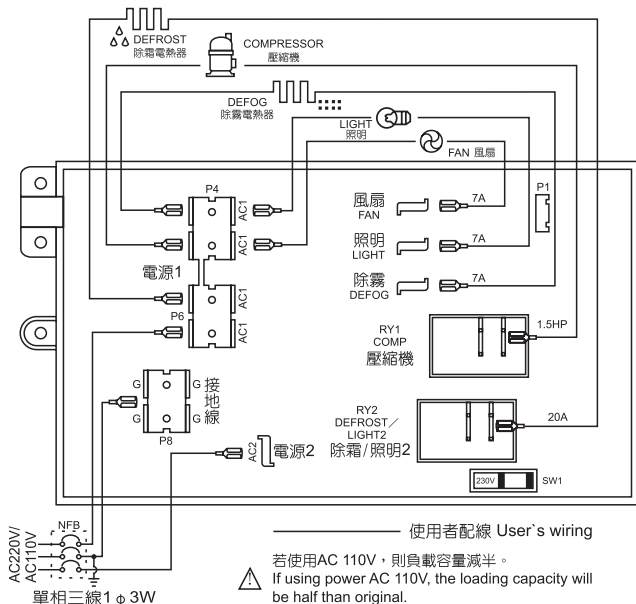 DEFROST
除霜電熱器
COMPRESSOR
壓縮機
DEFOG
除霧電熱器
LIGHT
照明
FAN 風扇
P4
AC1
AC1
電源1
AC1
P6
AC1
風扇
FAN
7A
P1
照明
LIGHT
7A
除霧
DEFOG
7A
RY1
COMP
壓縮機
1.5HP
G
G
接地線
G
G
P8
RY2
DEFROST／
LIGHT2
除霜/照明2
20A
AC2
電源2
230V
SW1
NFB
AC220V/
AC110V
單相三線1 φ 3W
使用者配線 User`s wiring
若使用AC 110V，則負載容量減半。
If using power AC 110V, the loading capacity will
be half than original.